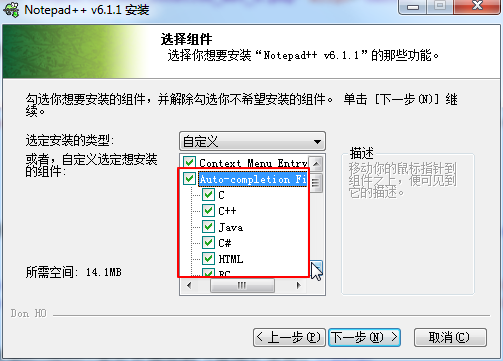 Notepad++ v6.1.1 安装
选择组件
选择你想要安装“Notepad++ v6.1.1”的那些功能。
勾选你想要安装的组件，并解除勾选你不希望安装的组件。 单击 [下一步(N)] 继
续。
选定安装的类型:
自定义
或者，自定义选定想安装
的组件:
Context Menu Entry
Auto-completion Fi
C
C++
Java
C#
HTML
RC
描述
移动你的鼠标指针到
组件之上，便可见到
它的描述。
所需空间: 14.1MB
Don HO
< 上一步(P)
下一步(N) >
取消(C)